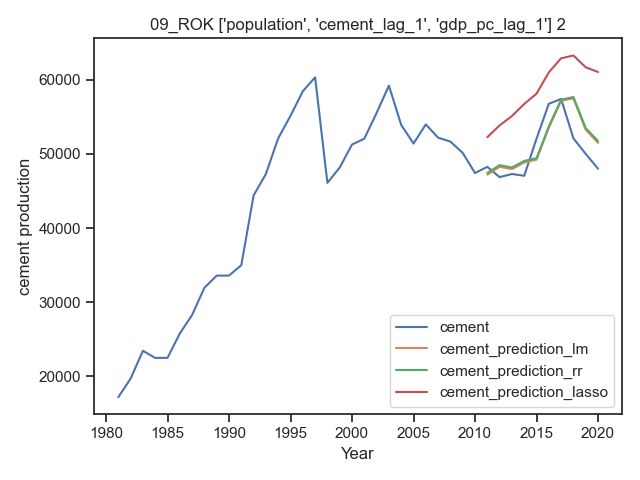 09_ROK ['population', 'cement_lag_1', 'gdp_pc_lag_1'] 2
cement production
60000
50000
40000
30000
20000
cement
cement_prediction_lm
cement_prediction_rr
cement_prediction_lasso
1980 1985 1990 1995 2000 2005 2010 2015 2020
Year